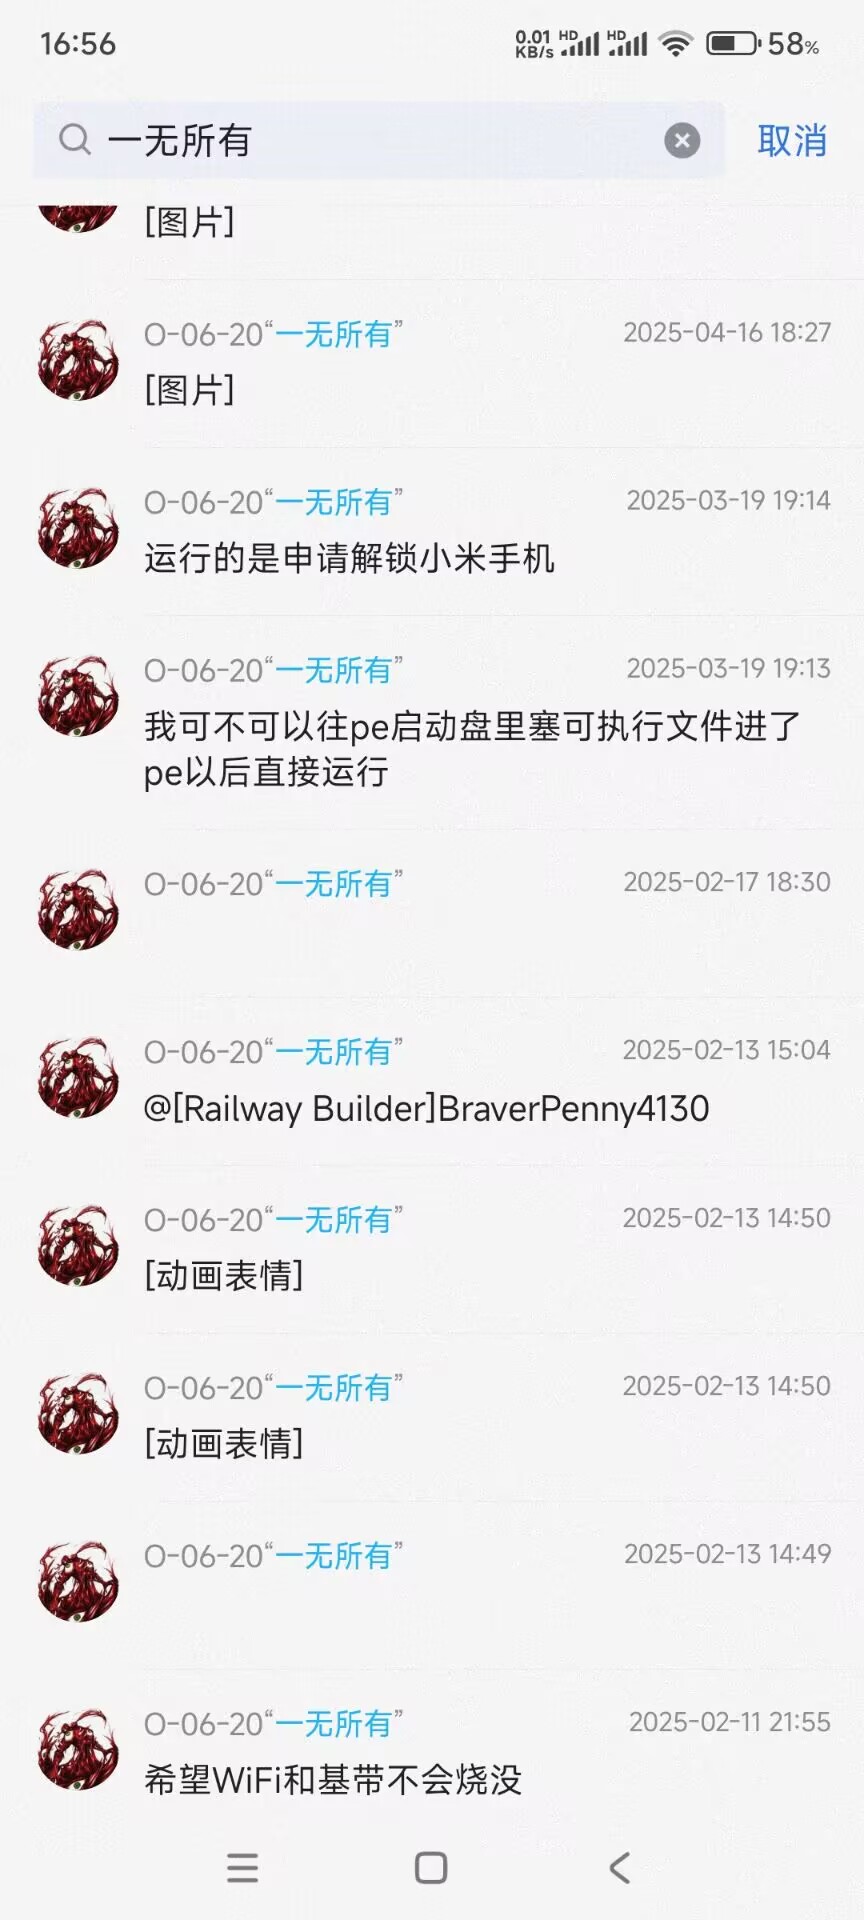 16:56
0.01 KB/s HD HD 58%
一无所有
取消
[图片]
O-06-20“一无所有”
2025-04-16 18:27
[图片]
O-06-20“一无所有”
2025-03-19 19:14
运行的是申请解锁小米手机
O-06-20“一无所有”
2025-03-19 19:13
我可不可以往pe启动盘里塞可执行文件进了
pe以后直接运行
O-06-20“一无所有”
2025-02-17 18:30
O-06-20“一无所有”
2025-02-13 15:04
@[Railway Builder]BraverPenny4130
O-06-20“一无所有”
2025-02-13 14:50
[动画表情]
O-06-20“一无所有”
2025-02-13 14:50
[动画表情]
O-06-20“一无所有”
2025-02-13 14:49
O-06-20“一无所有”
2025-02-11 21:55
希望WiFi和基带不会烧没